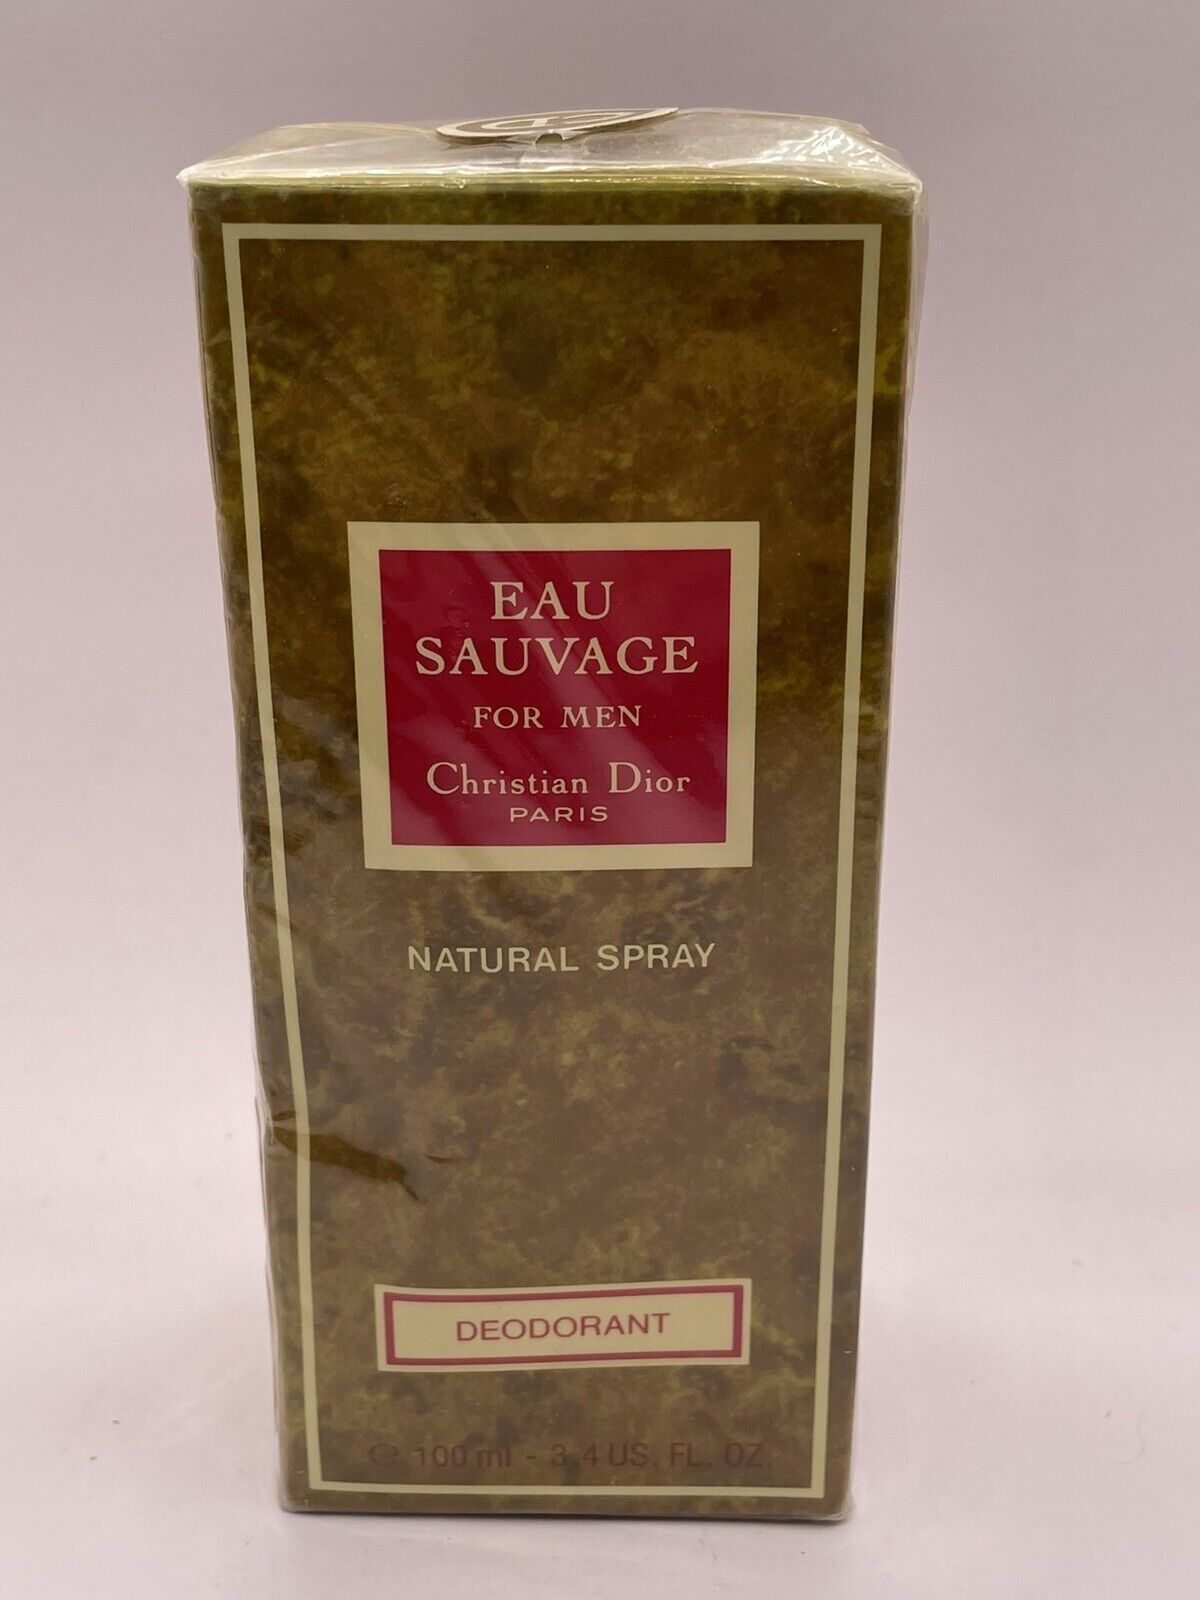 EAU
SAUVAGE
FOR MEN
Christian Dior
PARIS
NATURAL SPRAY
DEODORANT
℮ 100 ml - 3.4 US. FL. OZ.